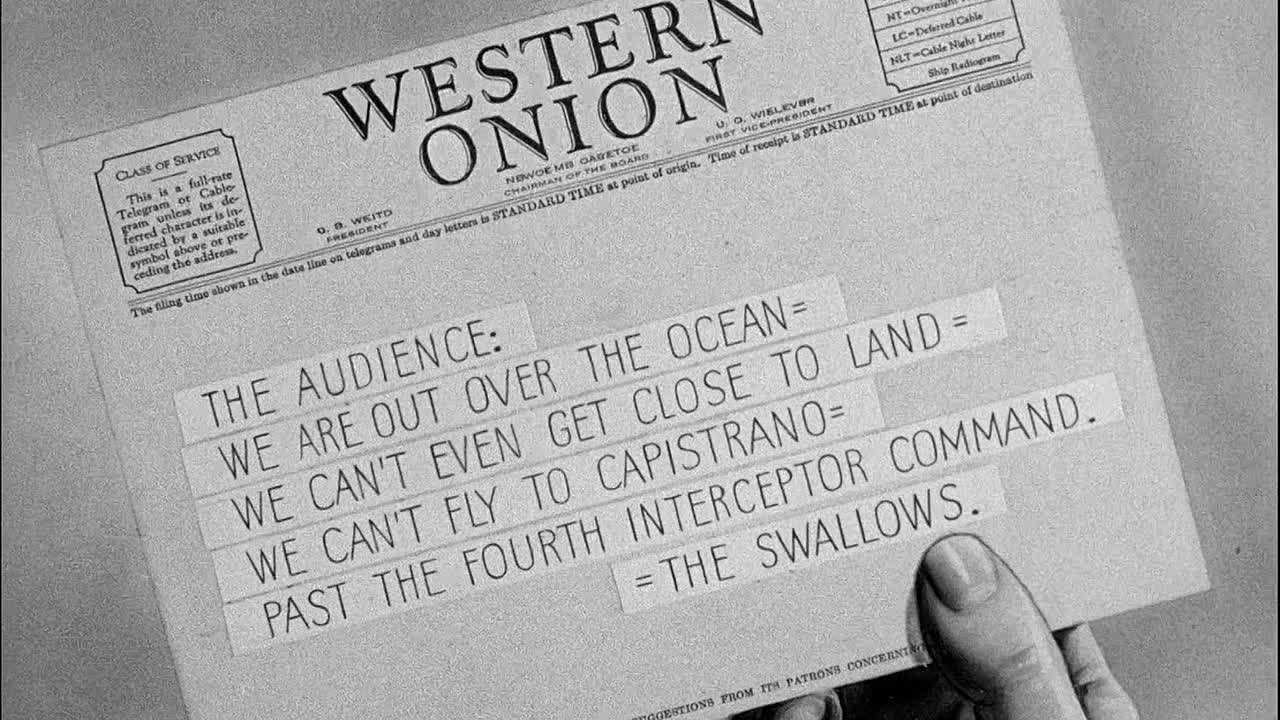 WESTERN
ONION
NT=Overnight
LC=Deferred Cable
NLT=Cable Night Letter
Ship Radiogram
CLASS OF SERVICE
This is a full-rate
Telegram or Cable-
gram unless its de-
ferred character is in-
dicated by a suitable
symbol above or pre-
ceding the address.
PRESIDENT
CHAIRMAN OF THE BOARD
U. O. WIELEVER
FIRST VICE-PRESIDENT
The filing time shown in the date line on telegrams and day letters is STANDARD TIME at point of origin. Time of receipt is STANDARD TIME at point of destination
THE AUDIENCE:
WE ARE OUT OVER THE OCEAN=
WE CAN'T EVEN GET CLOSE TO LAND=
WE CAN'T FLY TO CAPISTRANO=
PAST THE FOURTH INTERCEPTOR COMMAND.
=THE SWALLOWS.
FROM ITS PATRONS CONCERNING